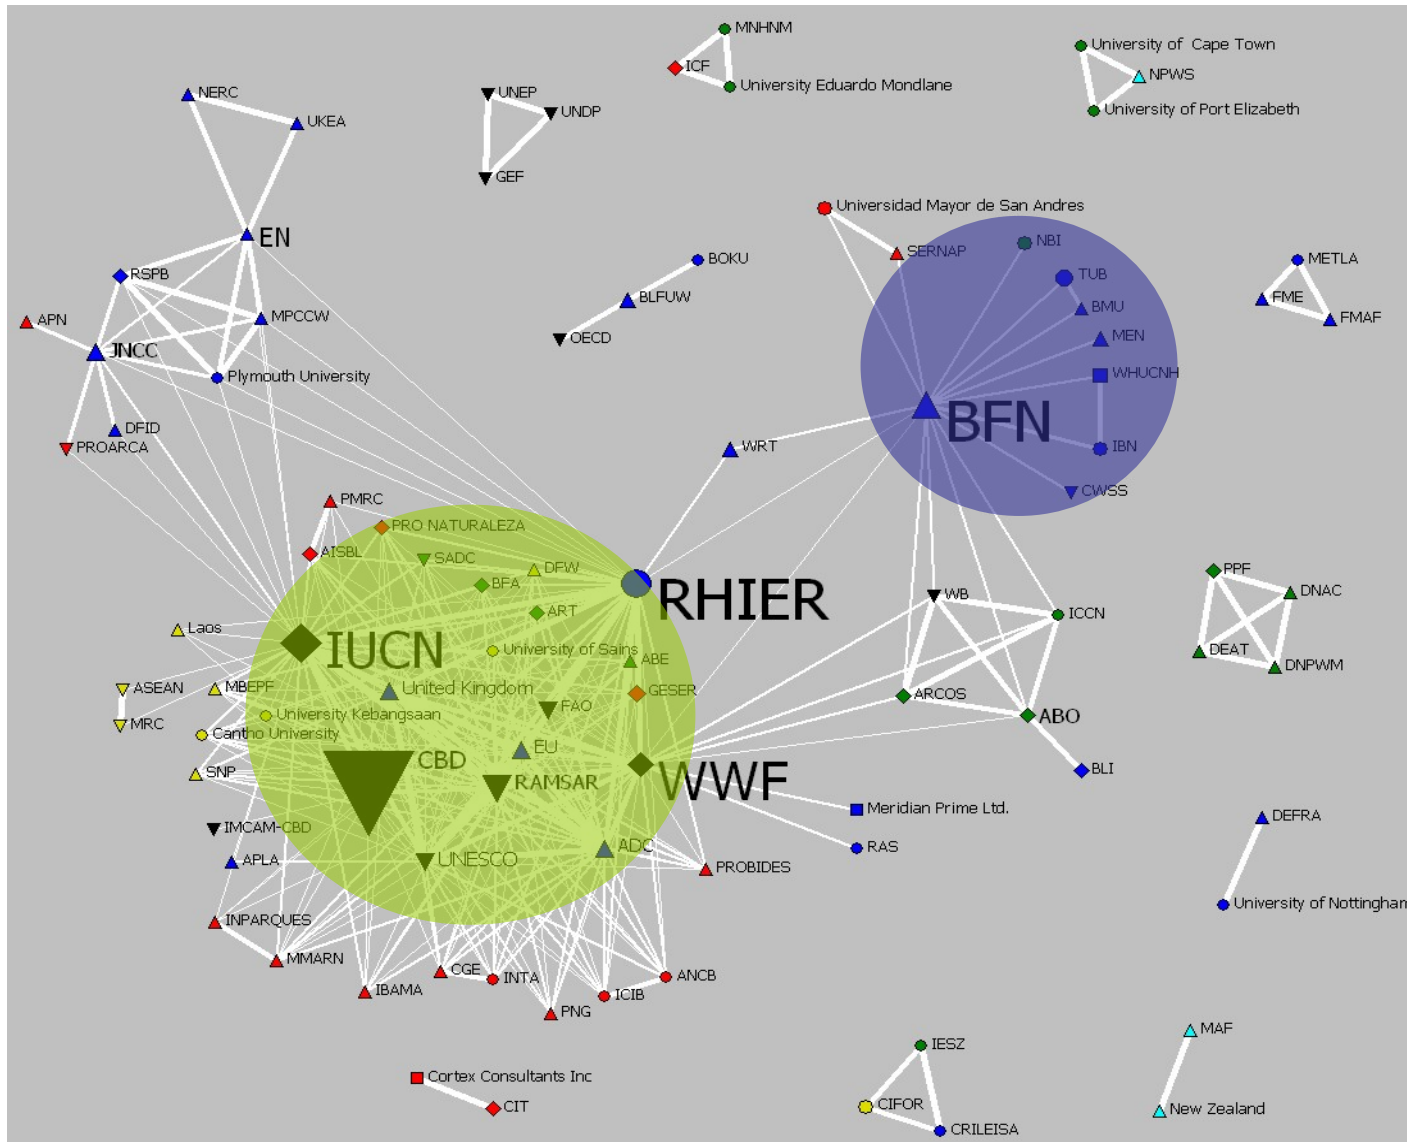 MNHNM
ICF
University Eduardo Mondlane
University of Cape Town
NPWS
University of Port Elizabeth
NERC
UKEA
UNEP
UNDP
GEF
EN
RSPB
MPCCW
APN
JNCC
Plymouth University
DFID
PROARCA
BOKU
BLFUW
OECD
Universidad Mayor de San Andres
SERNAP
NBI
TUB
BMU
MEN
WHUCNH
BFN
IBN
CWSS
METLA
FME
FMAF
WRT
PMRC
PRO NATURALEZA
AISBL
SADC
DFW
BFA
ART
RHIER
WB
ICCN
PPF
DNAC
DEAT
DNPWM
Laos
IUCN
University of Sains
ABE
ASEAN
MBEPF
United Kingdom
GESER
ARCOS
MRC
University Kebangsaan
FAO
ABO
Cantho University
EU
SNP
CBD
RAMSAR
WWF
BLI
IMCAM-CBD
Meridian Prime Ltd.
DEFRA
APLA
UNESCO
ADC
RAS
PROBIDES
University of Nottingham
INPARQUES
MMARN
CGE
INTA
ANCB
IBAMA
ICIB
PNG
MAF
IESZ
Cortex Consultants Inc
CIT
CIFOR
New Zealand
CRILEISA